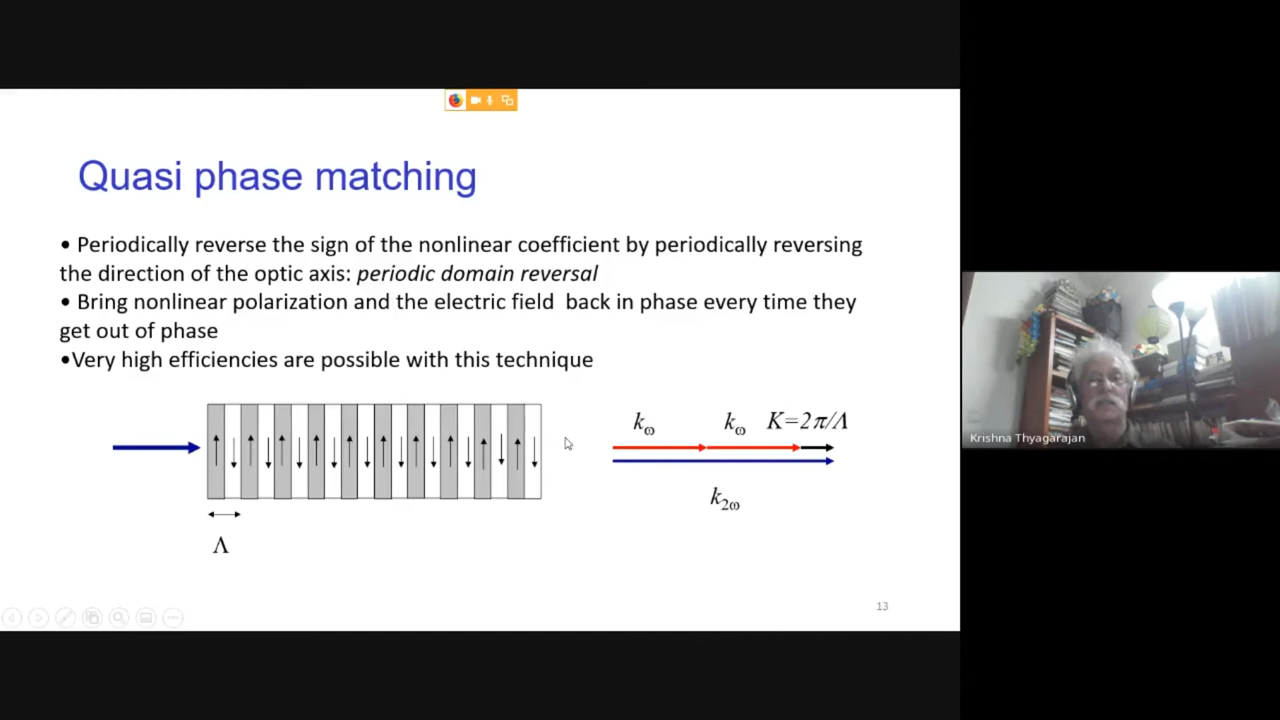 Quasi phase matching
• Periodically reverse the sign of the nonlinear coefficient by periodically reversing
the direction of the optic axis: periodic domain reversal
• Bring nonlinear polarization and the electric field  back in phase every time they
get out of phase
•Very high efficiencies are possible with this technique
kω kω K=2π/Λ
k2ω
Λ
13
Krishna Thyagarajan